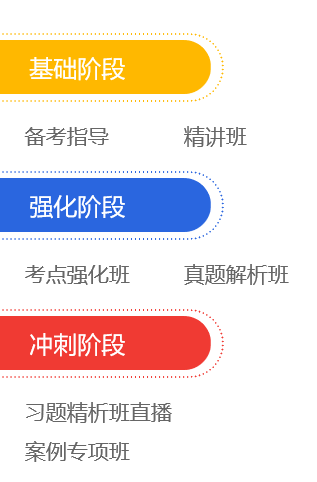 基础阶段
备考指导 精讲班
强化阶段
考点强化班 真题解析班
冲刺阶段
习题精析班直播
案例专项班